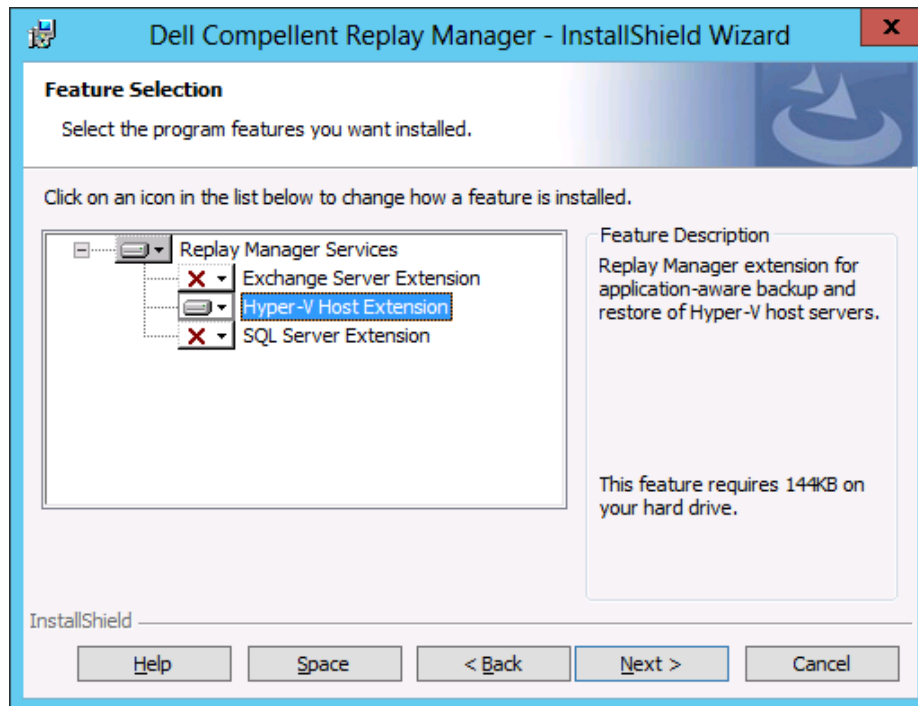 Dell Compellent Replay Manager - InstallShield Wizard
x
Feature Selection
Select the program features you want installed.
Click on an icon in the list below to change how a feature is installed.
Replay Manager Services
Exchange Server Extension
Hyper-V Host Extension
SQL Server Extension
Feature Description
Replay Manager extension for
application-aware backup and
restore of Hyper-V host servers.
This feature requires 144KB on
your hard drive.
InstallShield
Help
Space
< Back
Next >
Cancel